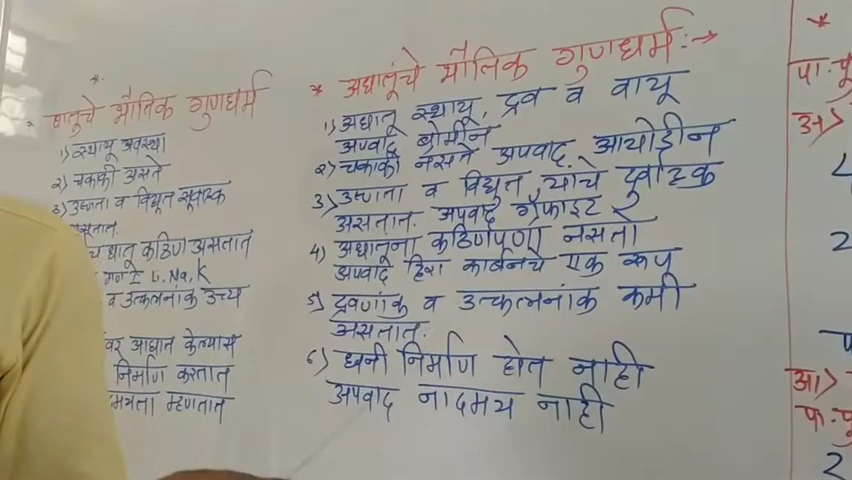 * धातुचे भौतिक गुणधर्म
१) स्थायू अवस्था
२) चकाकी असते
३) उष्णता व विद्युत सुवाहक
असतात.
धातू कठिण असतात
Li, Na, K
व उत्कलनांक उच्च
वर आघात केल्यास
निर्माण करतात
म्हणतात
* अधातूंचे भौतिक गुणधर्म :→
१) अधातू स्थायू, द्रव व वायू
अपवाद ब्रोमीन
२) चकाकी नसते अपवाद. आयोडीन
३) उष्णता व विद्युत यांचे दुर्वाहक
असतात. अपवाद ग्रॅफाइट
४) अधातूना कठिणपणा नसतो
अपवाद हिरा कार्बनचे एक रूप
५) द्रवणांक व उत्कलनांक कमी
असतात.
६) ध्वनी निर्माण होत नाही
अपवाद नादमय नाही
*
पा. पु
अ)
2
आ)
पा. पु
2